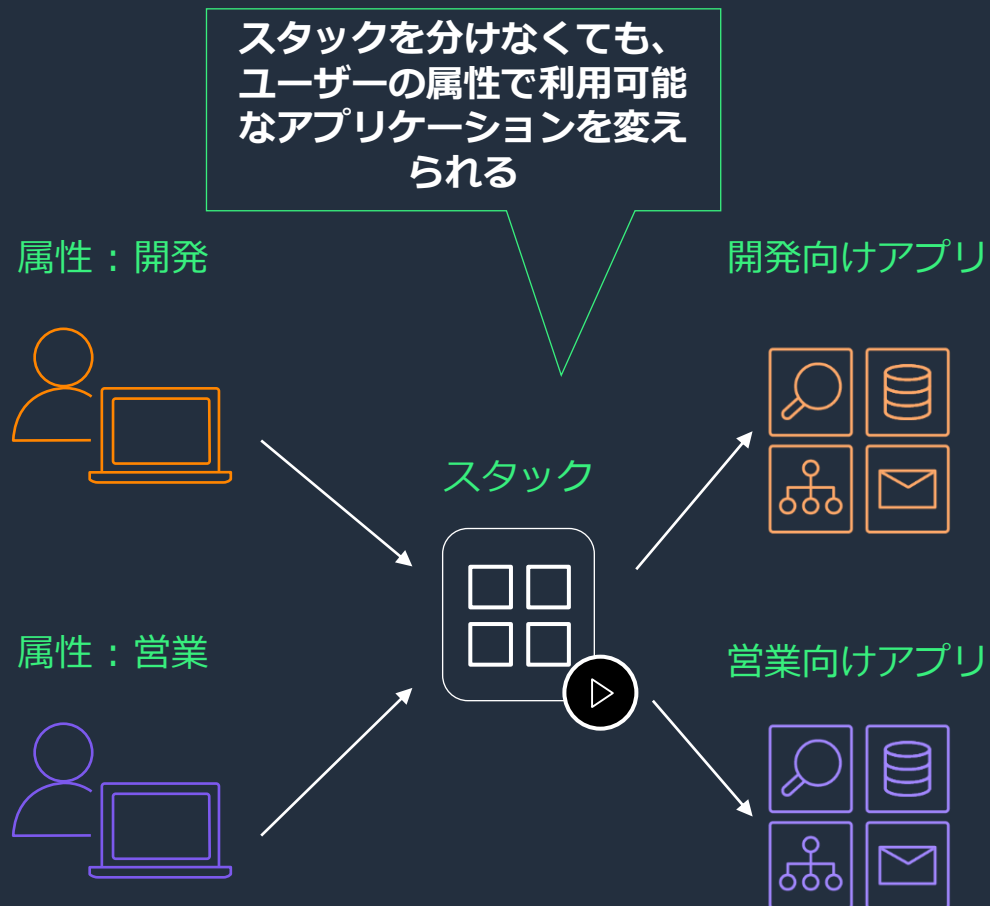 スタックを分けなくても、
ユーザーの属性で利用可能
なアプリケーションを変え
られる
属性：開発
開発向けアプリ
スタック
属性：営業
営業向けアプリ